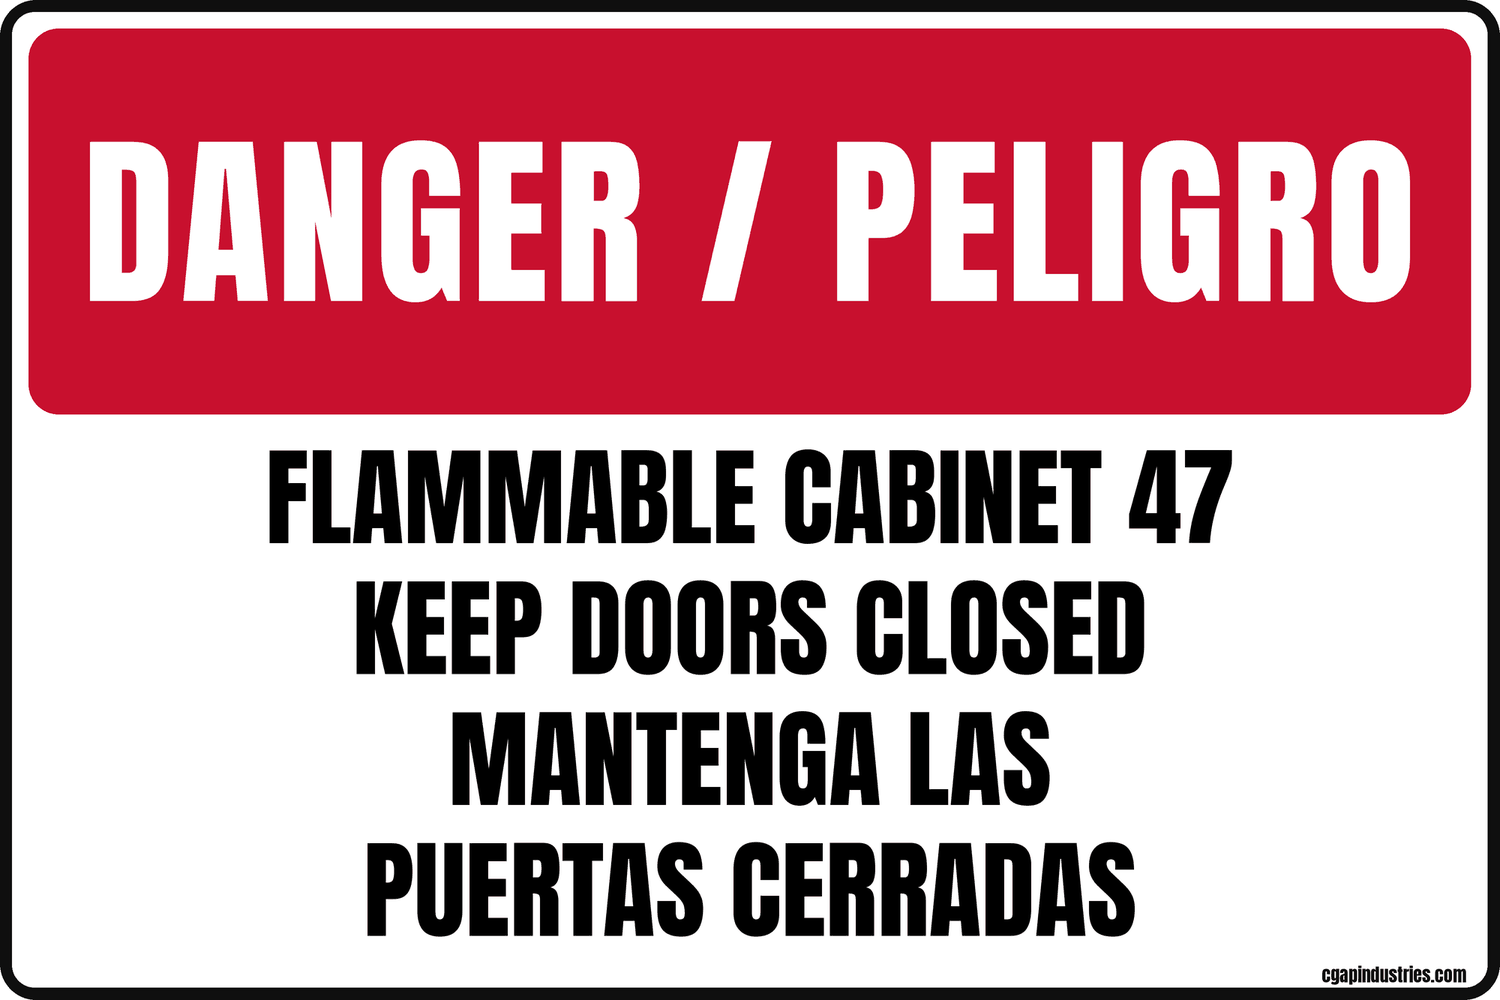 DANGER / PELIGRO
FLAMMABLE CABINET 47
KEEP DOORS CLOSED
MANTENGA LAS
PUERTAS CERRADAS
cgapindustries.com